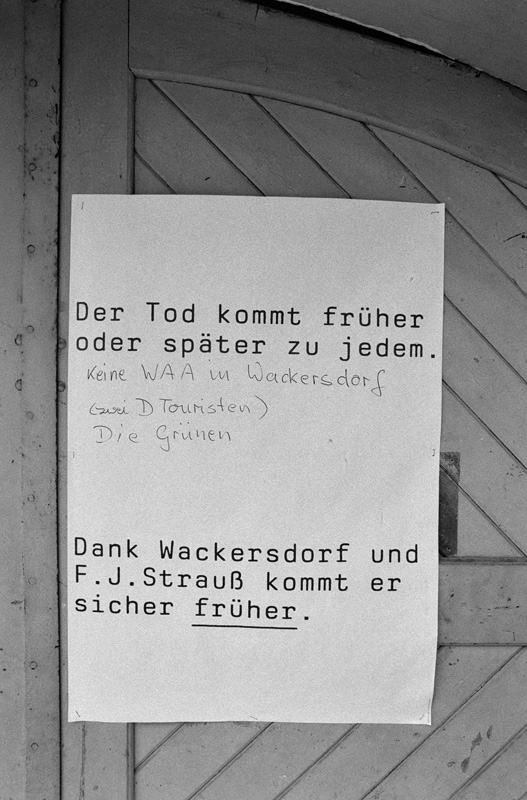 Der Tod kommt früher
oder später zu jedem.
Keine WAA in Wackersdorf
(zwei D Touristen)
Die Grünen
Dank Wackersdorf und
F.J.Strauß kommt er
sicher früher.